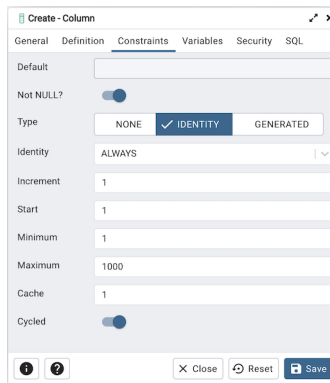 Create - Column
General Definition Constraints Variables Security SQL
Default
Not NULL?
Type NONE IDENTITY GENERATED
Identity ALWAYS
Increment 1
Start 1
Minimum 1
Maximum 1000
Cache 1
Cycled
Close Reset Save